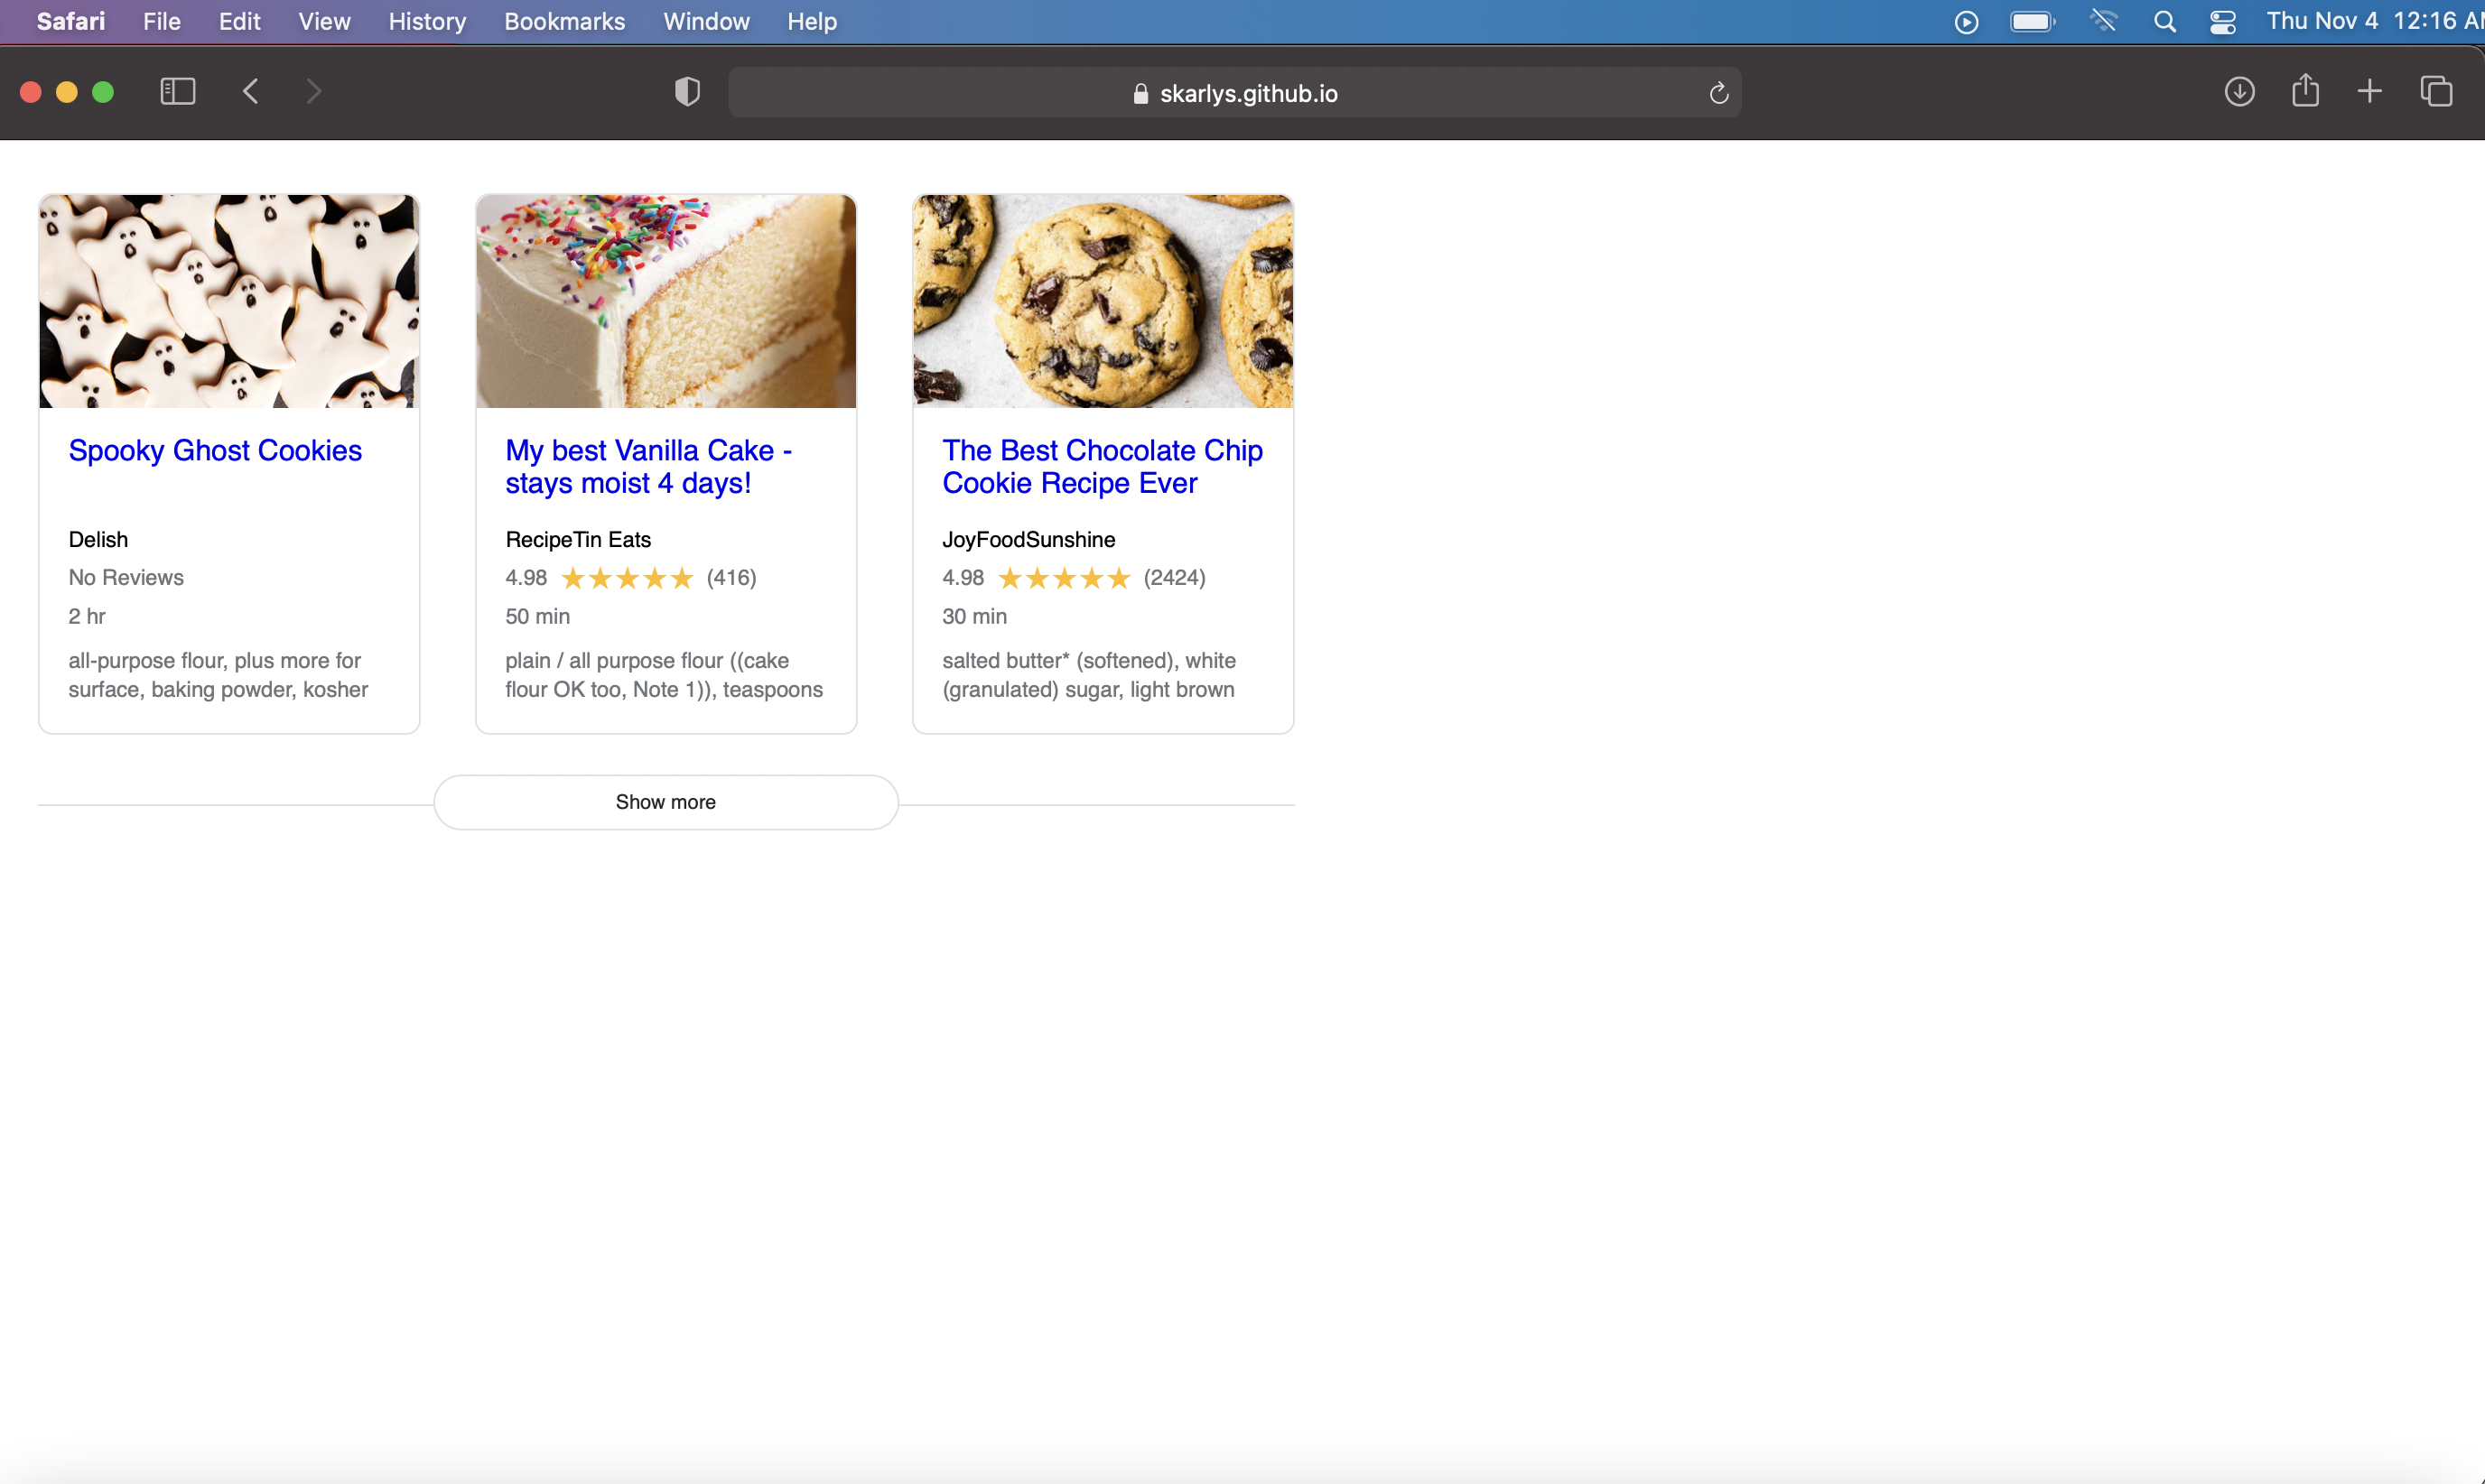 Safari File Edit View History Bookmarks Window Help Thu Nov 4 12:16 AM
skarlys.github.io
Spooky Ghost Cookies
Delish
No Reviews
2 hr
all-purpose flour, plus more for
surface, baking powder, kosher
My best Vanilla Cake -
stays moist 4 days!
RecipeTin Eats
4.98 ★★★★★ (416)
50 min
plain / all purpose flour ((cake
flour OK too, Note 1)), teaspoons
The Best Chocolate Chip
Cookie Recipe Ever
JoyFoodSunshine
4.98 ★★★★★ (2424)
30 min
salted butter* (softened), white
(granulated) sugar, light brown
Show more